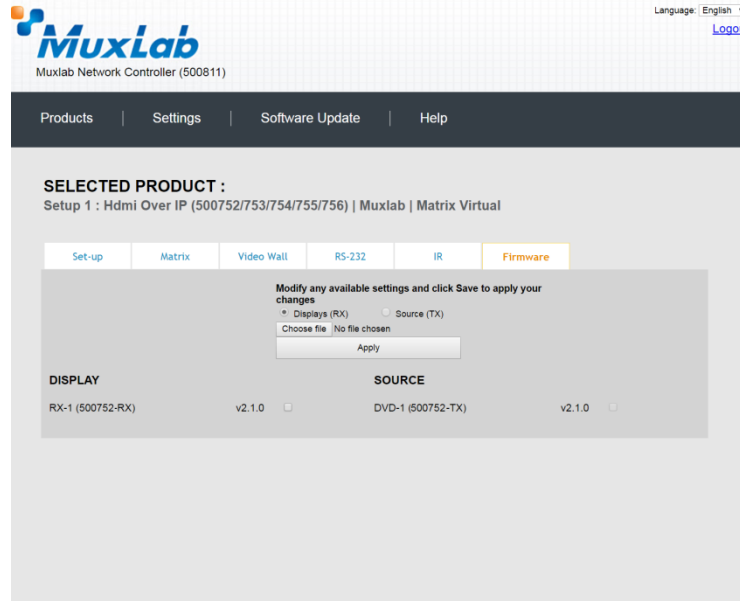 Language: English
Logou
MuxLab
Muxlab Network Controller (500811)
Products | Settings | Software Update | Help
SELECTED PRODUCT :
Setup 1 : Hdmi Over IP (500752/753/754/755/756) | Muxlab | Matrix Virtual
Set-up Matrix Video Wall RS-232 IR Firmware
Modify any available settings and click Save to apply your
changes
Displays (RX) Source (TX)
Choose file No file chosen
Apply
DISPLAY SOURCE
RX-1 (500752-RX) v2.1.0 DVD-1 (500752-TX) v2.1.0